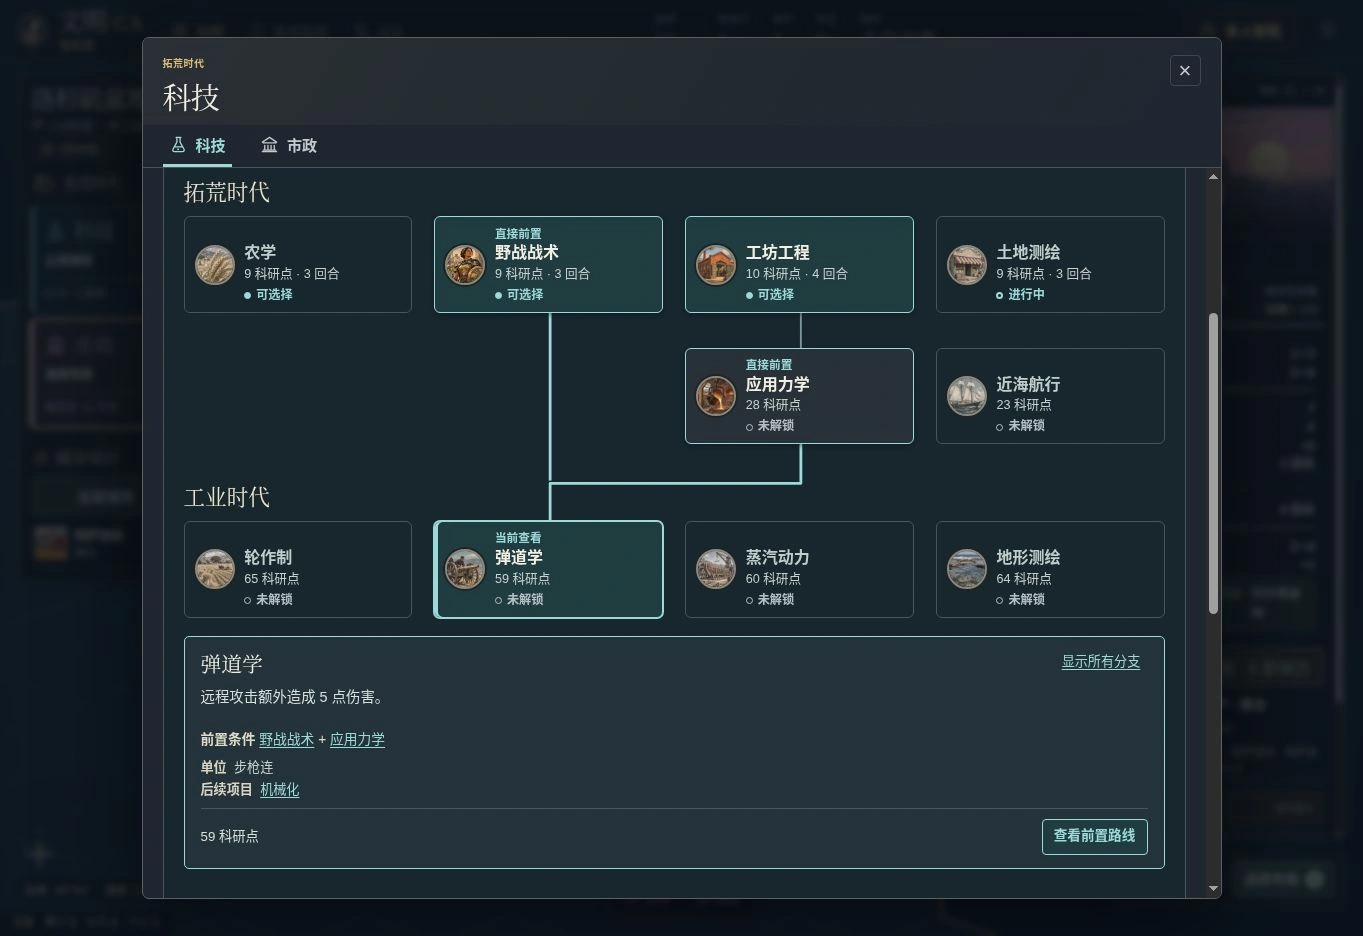 拓荒时代
科技
科技
市政
拓荒时代
农学
9 科研点 · 3 回合
可选择
直接前置
野战战术
9 科研点 · 3 回合
可选择
工坊工程
10 科研点 · 4 回合
可选择
土地测绘
9 科研点 · 3 回合
进行中
直接前置
应用力学
28 科研点
未解锁
近海航行
23 科研点
未解锁
工业时代
轮作制
65 科研点
未解锁
当前查看
弹道学
59 科研点
未解锁
蒸汽动力
60 科研点
未解锁
地形测绘
64 科研点
未解锁
弹道学
显示所有分支
远程攻击额外造成 5 点伤害。
前置条件 野战战术 + 应用力学
单位 步枪连
后续项目 机械化
59 科研点
查看前置路线